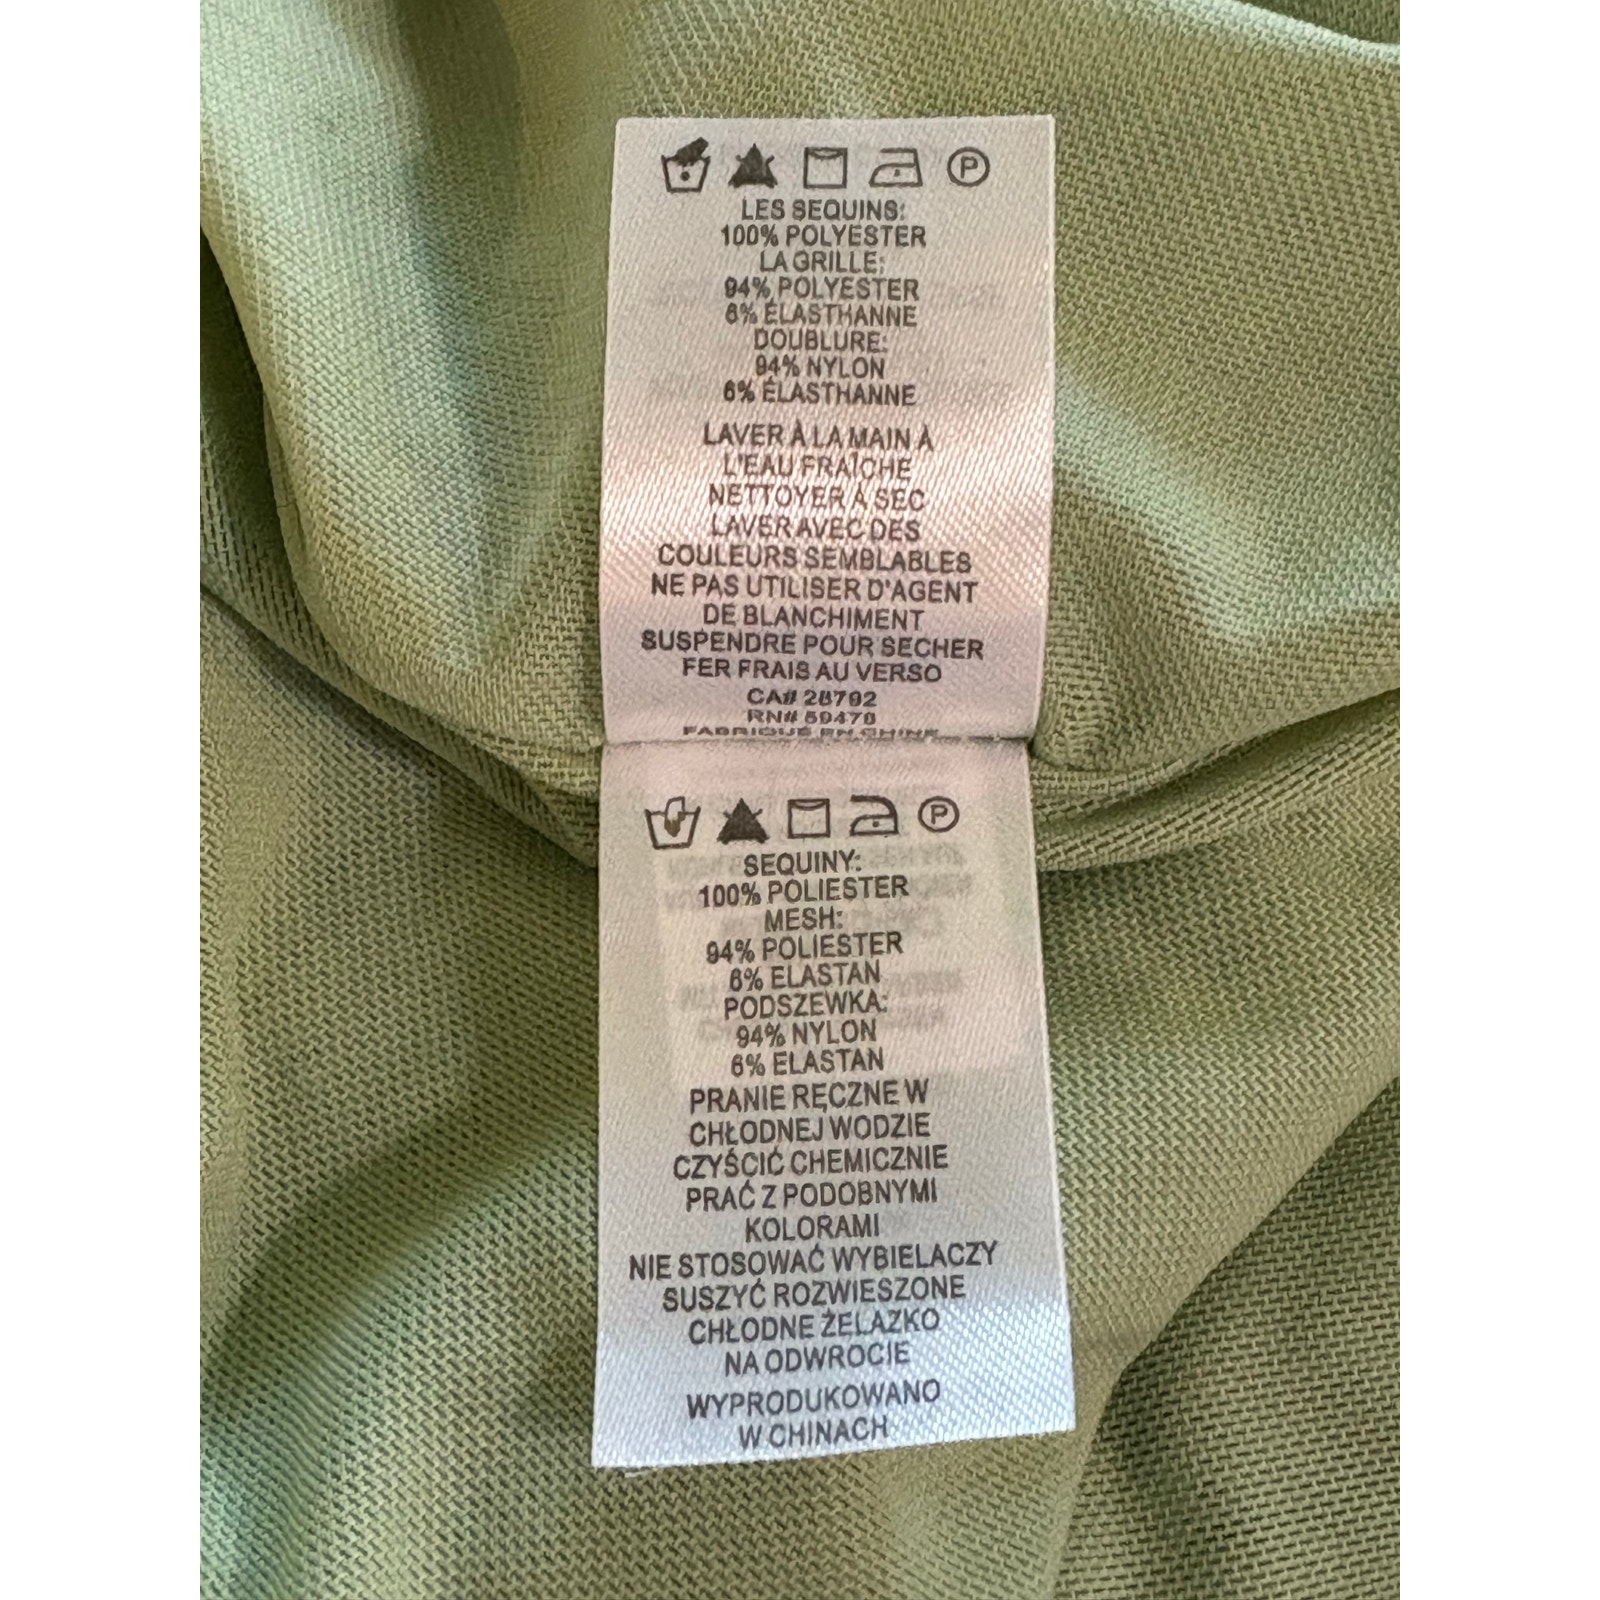 P
LES SEQUINS:
100% POLYESTER
LA GRILLE:
94% POLYESTER
6% ÉLASTHANNE
DOUBLURE:
94% NYLON
6% ÉLASTHANNE
LAVER À LA MAIN À
L'EAU FRAÎCHE
NETTOYER À SEC
LAVER AVEC DES
COULEURS SEMBLABLES
NE PAS UTILISER D'AGENT
DE BLANCHIMENT
SUSPENDRE POUR SECHER
FER FRAIS AU VERSO
CA# 28792
RN# 59478
FABRIQUÉ EN CHINE
P
SEQUINY:
100% POLIESTER
MESH:
94% POLIESTER
6% ELASTAN
PODSZEWKA:
94% NYLON
6% ELASTAN
PRANIE RĘCZNE W
CHŁODNEJ WODZIE
CZYŚCIĆ CHEMICZNIE
PRAĆ Z PODOBNYMI
KOLORAMI
NIE STOSOWAĆ WYBIELACZY
SUSZYĆ ROZWIESZONE
CHŁODNE ŻELAZKO
NA ODWROCIE
WYPRODUKOWANO
W CHINACH